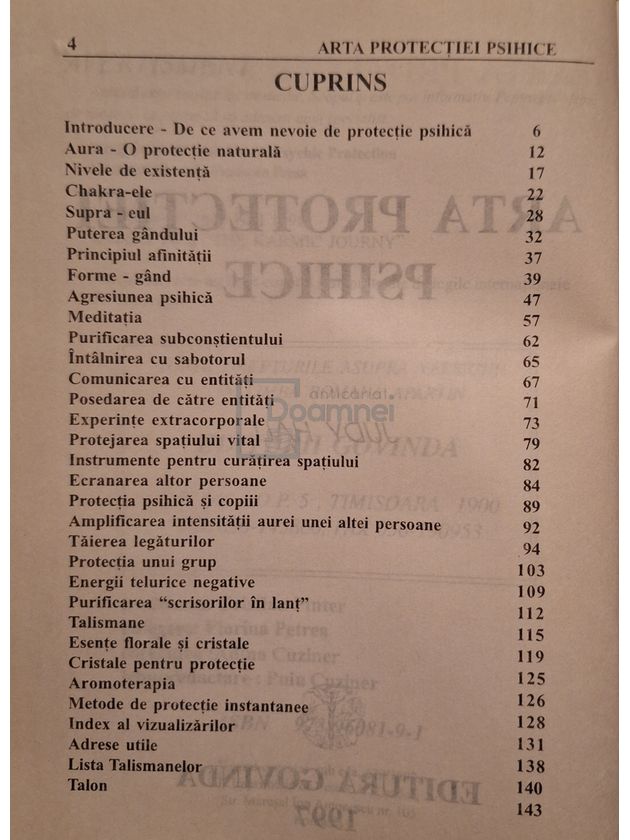 4 ARTA PROTECȚIEI PSIHICE
CUPRINS
Introducere - De ce avem nevoie de protecție psihică 6
Aura - O protecție naturală 12
Nivele de existență 17
Chakra-ele 22
Supra - eul 28
Puterea gândului 32
Principiul afinității 37
Forme - gând 39
Agresiunea psihică 47
Meditația 57
Purificarea subconștientului 62
Întâlnirea cu sabotorul 65
Comunicarea cu entități 67
Posedarea de către entități 71
Experințe extracorporale 73
Protejarea spațiului vital 79
Instrumente pentru curățirea spațiului 82
Ecranarea altor persoane 84
Protecția psihică și copiii 89
Amplificarea intensității aurei unei altei persoane 92
Tăierea legăturilor 94
Protecția unui grup 103
Energii telurice negative 109
Purificarea “scrisorilor în lanț” 112
Talismane 115
Esențe florale și cristale 119
Cristale pentru protecție 125
Aromoterapia 126
Metode de protecție instantanee 128
Index al vizualizărilor 131
Adrese utile 138
Lista Talismanelor 140
Talon 143
anticariat
Doamnei